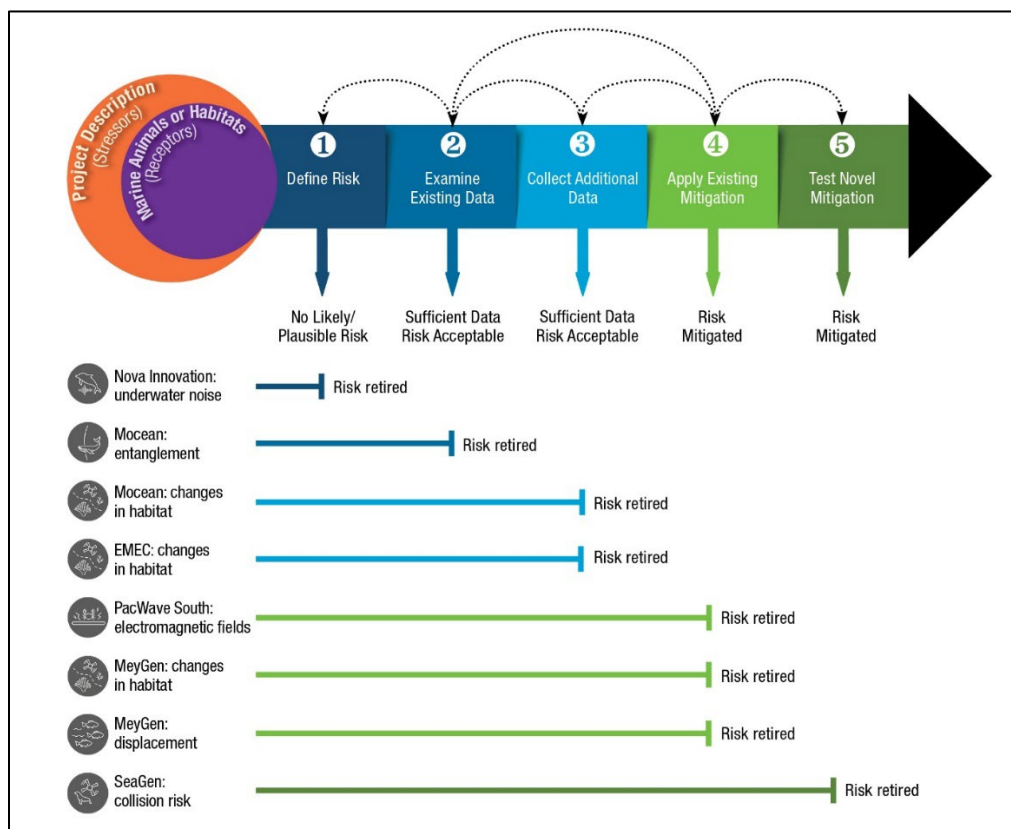 Project Description
(Stressors)
Marine Animals or Habitats
(Receptors)
1
Define Risk
2
Examine
Existing Data
3
Collect Additional
Data
4
Apply Existing
Mitigation
5
Test Novel
Mitigation
No Likely/
Plausible Risk
Sufficient Data
Risk Acceptable
Sufficient Data
Risk Acceptable
Risk
Mitigated
Risk
Mitigated
Nova Innovation:
underwater noise
Risk retired
Mocean:
entanglement
Risk retired
Mocean: changes
in habitat
Risk retired
EMEC: changes
in habitat
Risk retired
PacWave South:
electromagnetic fields
Risk retired
MeyGen: changes
in habitat
Risk retired
MeyGen:
displacement
Risk retired
SeaGen:
collision risk
Risk retired